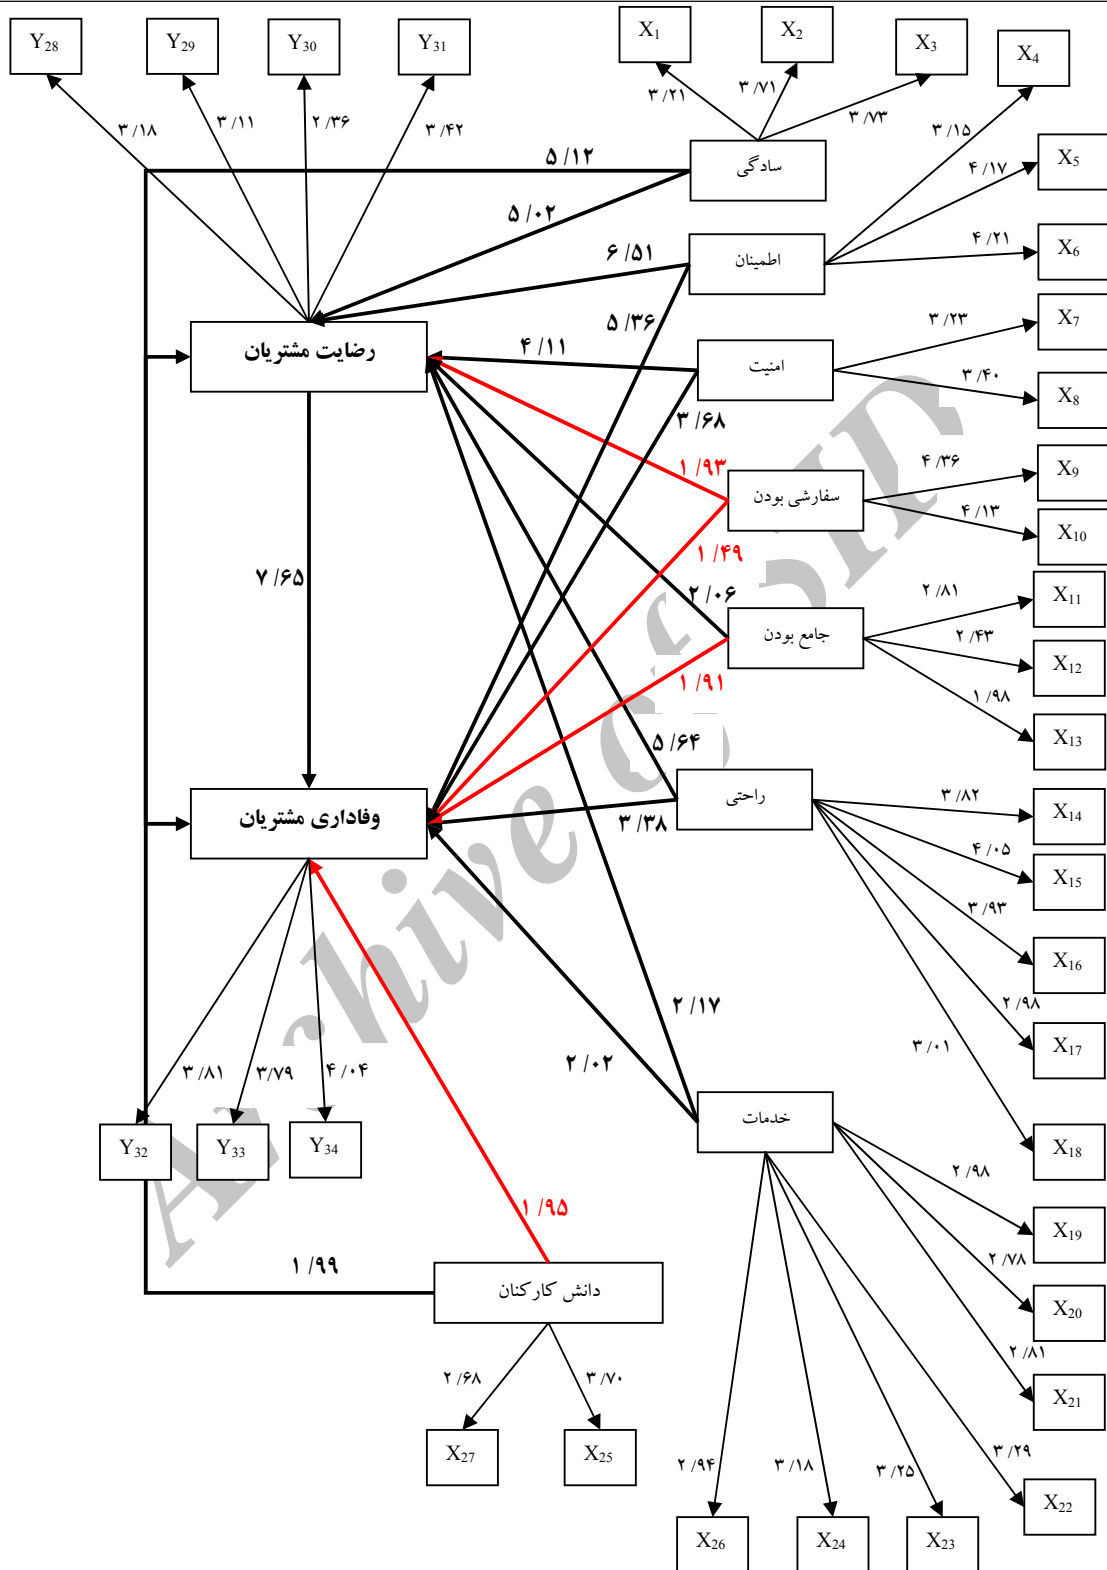 Y28 Y29 Y30 Y31 X1 X2 X3 X4
۳/۱۸ ۳/۱۱ ۲/۳۶ ۳/۴۲ ۳/۲۱ ۳/۷۱ ۳/۷۳ ۳/۱۵
۵/۱۲
سادگی
۴/۱۷
X5
۵/۰۲
۶/۵۱
اطمینان
۴/۲۱
X6
۵/۳۶
۳/۲۳
X7
رضایت مشتریان
۴/۱۱
امنیت
۳/۴۰
X8
۳/۶۸
۱/۹۳
سفارشی بودن
۴/۳۶
X9
۴/۱۳
X10
۱/۴۹
۷/۶۵
۲/۰۶
جامع بودن
۲/۸۱
X11
۲/۴۳
X12
۱/۹۸
X13
۱/۹۱
۵/۶۴
راحتی
۳/۸۲
X14
وفاداری مشتریان
۳/۳۸
۴/۰۵
X15
۳/۹۳
X16
۲/۹۸
X17
۳/۰۱
X18
۲/۱۷
۲/۰۲
۳/۸۱ ۳/۷۹ ۴/۰۴
Y32 Y33 Y34
خدمات
۲/۹۸
X19
۲/۷۸
X20
۲/۸۱
X21
۱/۹۵
۱/۹۹
دانش کارکنان
۲/۶۸ ۳/۷۰
X27 X25
۲/۹۴ ۳/۱۸ ۳/۲۵ ۳/۲۹
X22
X26 X24 X23
Archive of SID